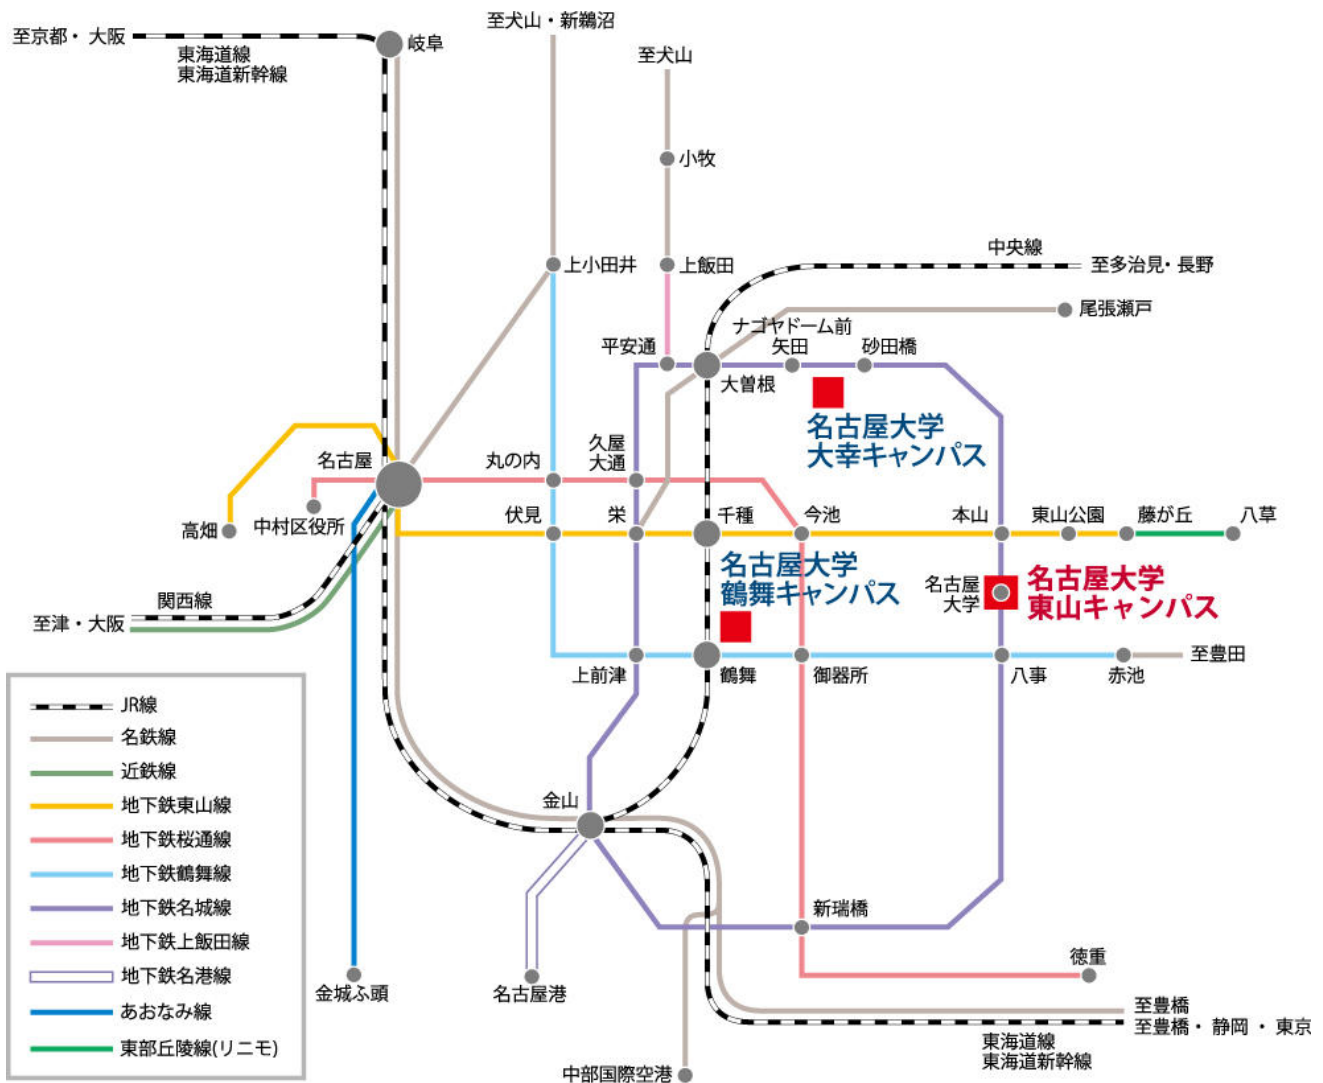 至犬山・新鵜沼
至京都・ 大阪
岐阜
東海道線
東海道新幹線
至犬山
小牧
中央線
上小田井
上飯田
至多治見・長野
尾張瀬戸
ナゴヤドーム前
矢田
砂田橋
平安通
大曽根
名古屋大学
大幸キャンパス
久屋
大通
名古屋
丸の内
高畑
中村区役所
伏見
栄
千種
今池
本山
東山公園
藤が丘
八草
名古屋大学
鶴舞キャンパス
名古屋
大学
名古屋大学
東山キャンパス
関西線
至津・大阪
上前津
鶴舞
御器所
八事
赤池
至豊田
JR線
名鉄線
近鉄線
地下鉄東山線
地下鉄桜通線
地下鉄鶴舞線
地下鉄名城線
地下鉄上飯田線
地下鉄名港線
あおなみ線
東部丘陵線(リニモ)
金山
新瑞橋
徳重
金城ふ頭
名古屋港
至豊橋
至豊橋・ 静岡 ・ 東京
東海道線
東海道新幹線
中部国際空港